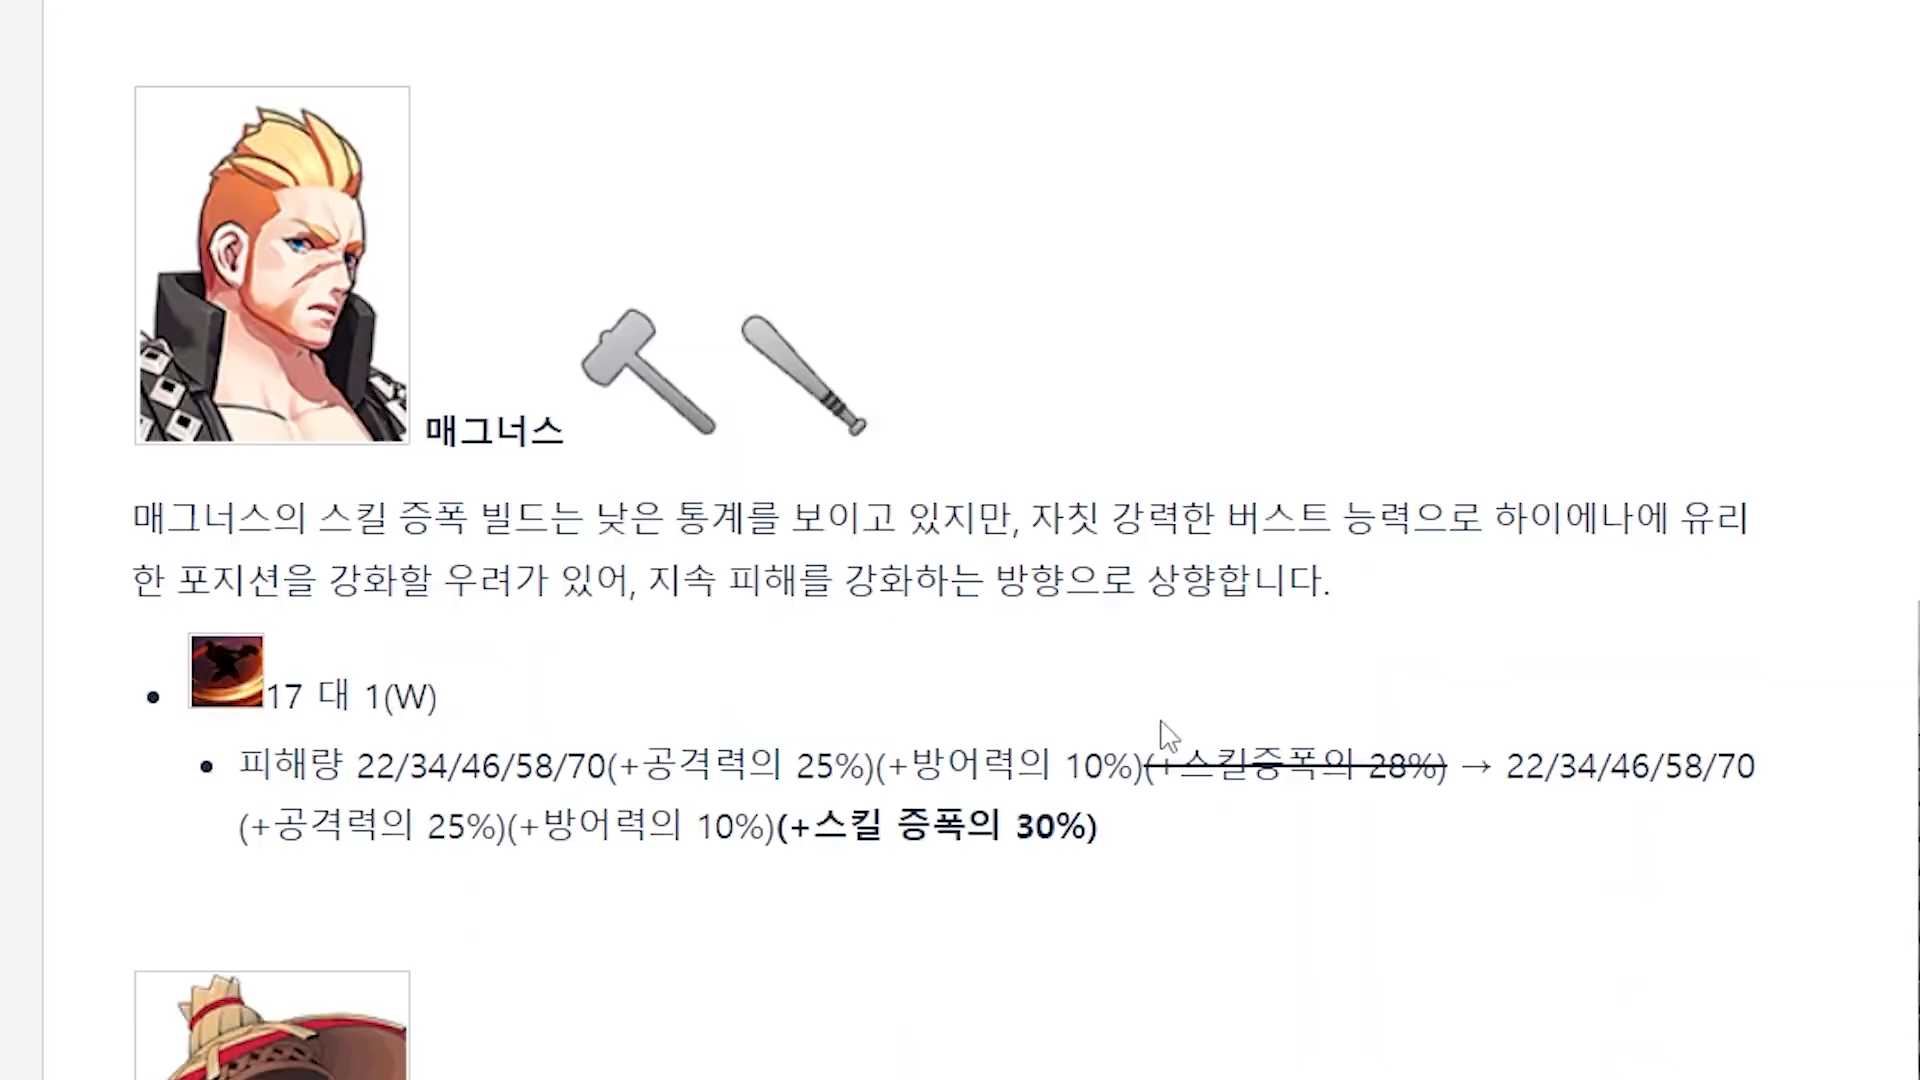 매그너스
매그너스의 스킬 증폭 빌드는 낮은 통계를 보이고 있지만, 자칫 강력한 버스트 능력으로 하이에나에 유리
한 포지션을 강화할 우려가 있어, 지속 피해를 강화하는 방향으로 상향합니다.
17 대 1(W)
피해량 22/34/46/58/70(+공격력의 25%)(+방어력의 10%)(+스킬증폭의 28%) → 22/34/46/58/70
(+공격력의 25%)(+방어력의 10%)(+스킬 증폭의 30%)